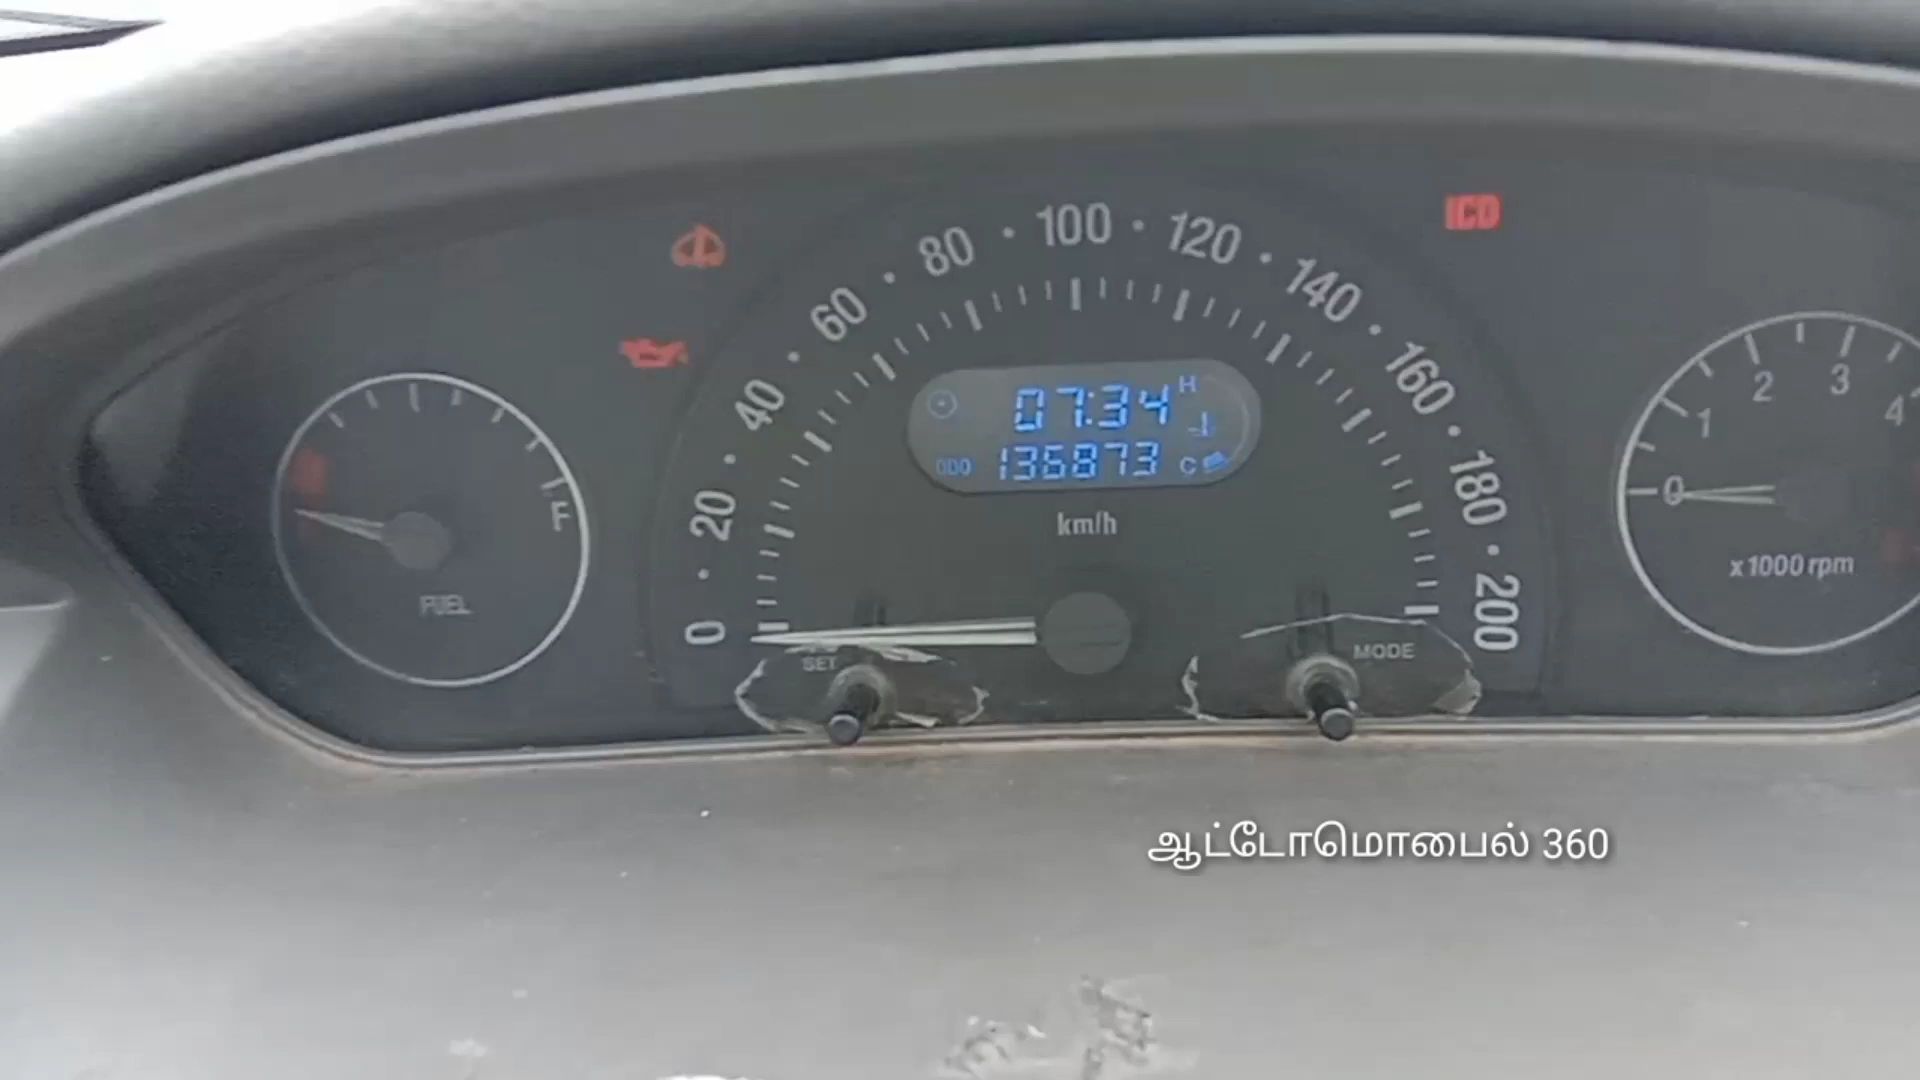 80 · 100 · 120
60 · · 140
40 · · 160
20 · · 180
0 · · 200
ICD
07:34 H
ODO 136873 C
km/h
F
FUEL
0 1 2 3 4
x1000 rpm
SET
MODE
ஆட்டோமொபைல் 360